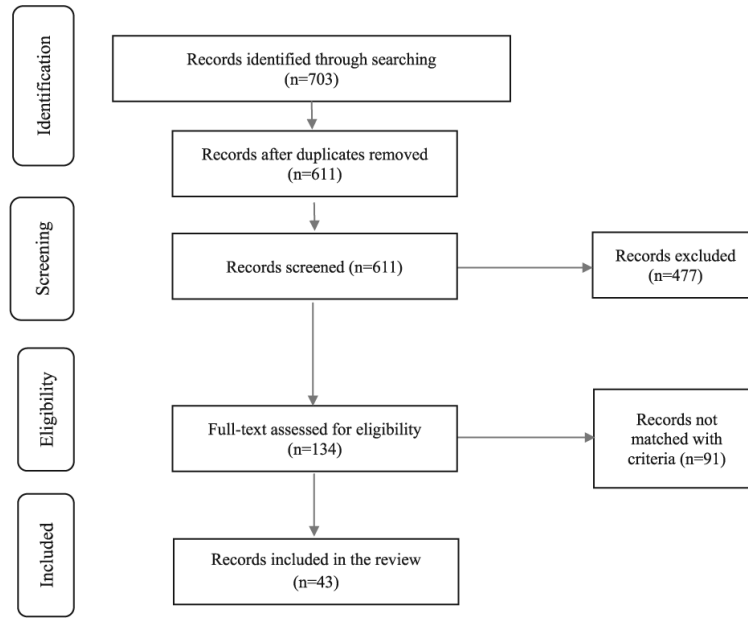 Identification
Records identified through searching
(n=703)
Records after duplicates removed
(n=611)
Screening
Records screened (n=611)
Records excluded
(n=477)
Eligibility
Full-text assessed for eligibility
(n=134)
Records not
matched with
criteria (n=91)
Included
Records included in the review
(n=43)